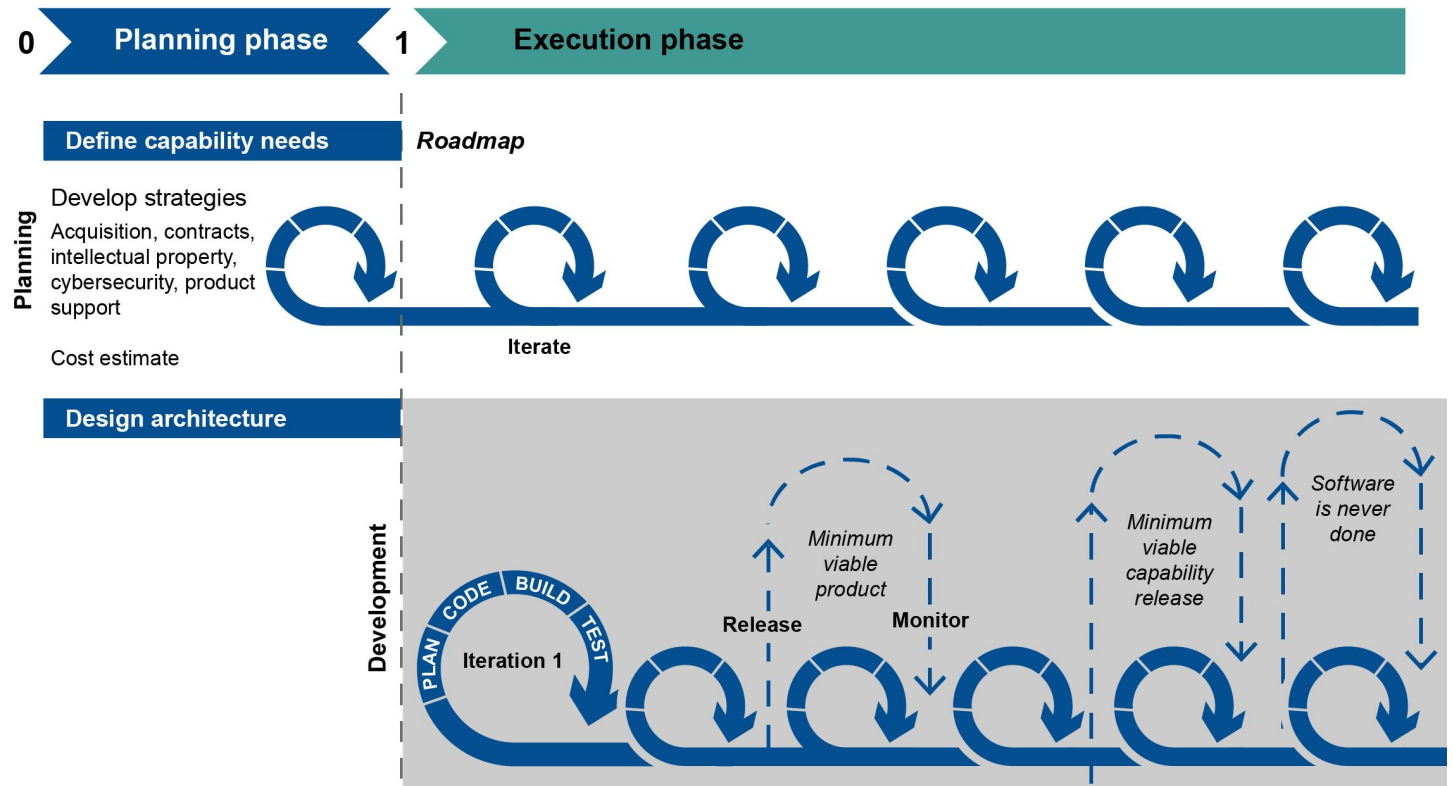 0
Planning phase
1
Execution phase
Define capability needs
Roadmap
Planning
Develop strategies
Acquisition, contracts,
intellectual property,
cybersecurity, product
support
Cost estimate
Iterate
Design architecture
Development
PLAN
CODE
BUILD
TEST
Iteration 1
Release
Minimum
viable
product
Monitor
Minimum
viable
capability
release
Software
is never
done